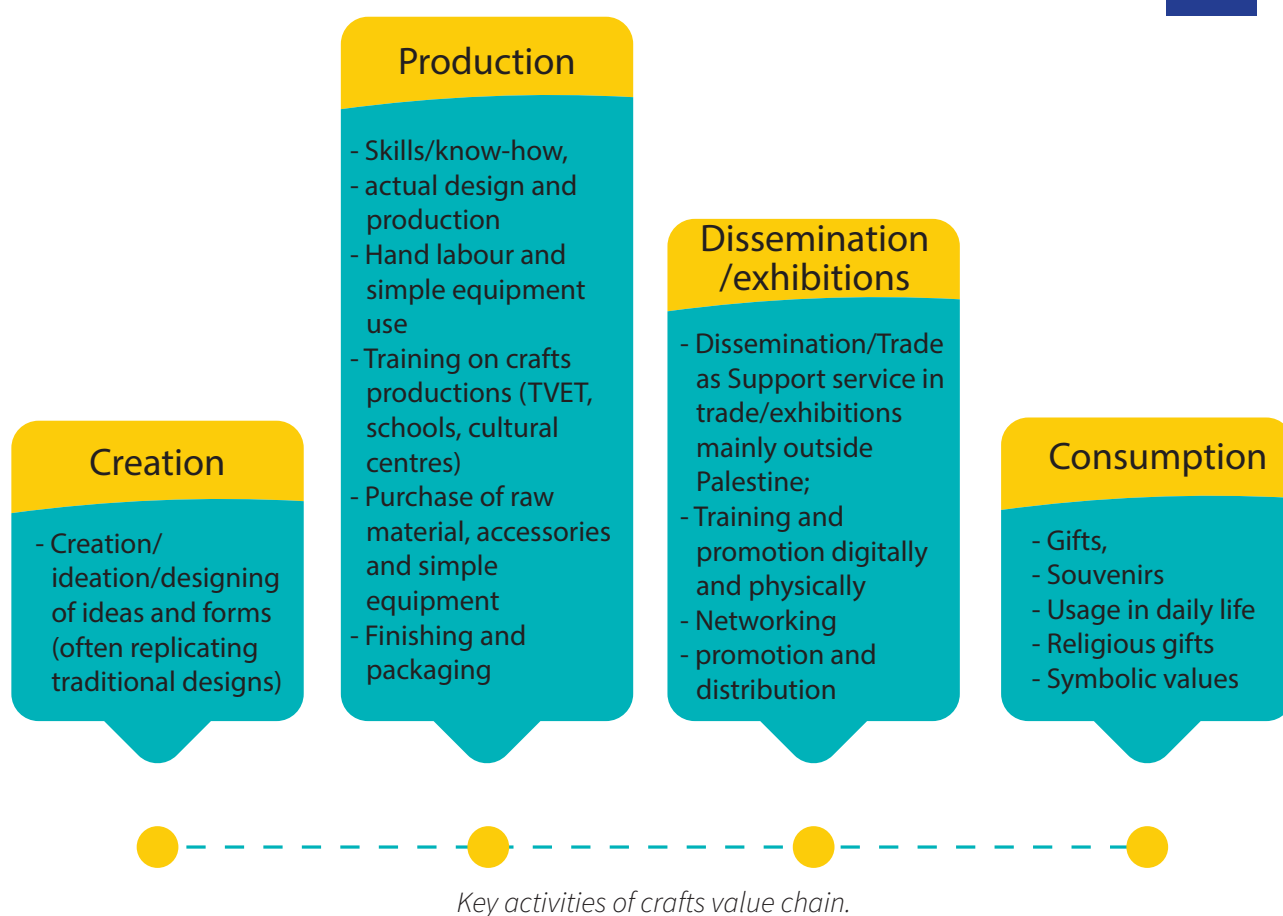 Creation
- Creation/
ideation/designing
of ideas and forms
(often replicating
traditional designs)
Production
- Skills/know-how,
- actual design and
production
- Hand labour and
simple equipment
use
- Training on crafts
productions (TVET,
schools, cultural
centres)
- Purchase of raw
material, accessories
and simple
equipment
- Finishing and
packaging
Dissemination
/exhibitions
- Dissemination/Trade
as Support service in
trade/exhibitions
mainly outside
Palestine;
- Training and
promotion digitally
and physically
- Networking
- promotion and
distribution
Consumption
- Gifts,
- Souvenirs
- Usage in daily life
- Religious gifts
- Symbolic values
Key activities of crafts value chain.